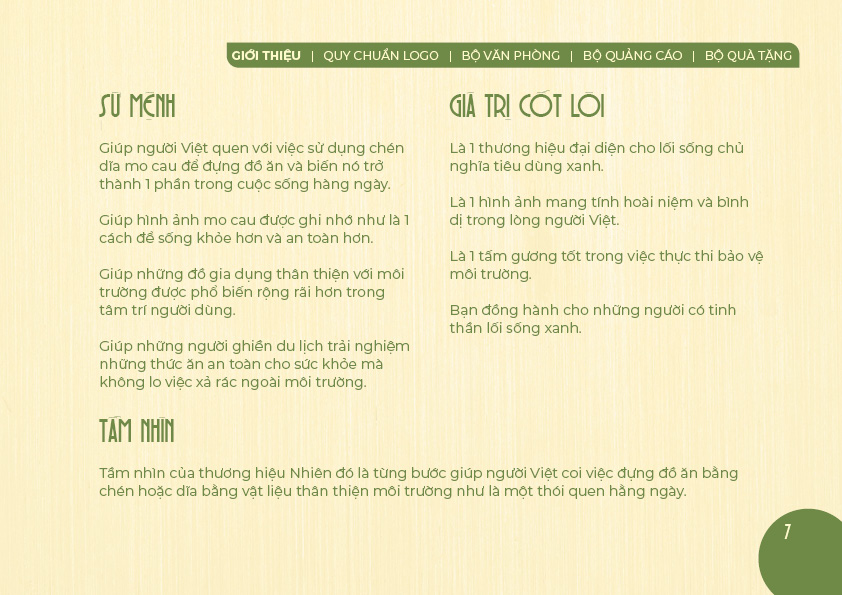 GIỚI THIỆU | QUY CHUẨN LOGO | BỘ VĂN PHÒNG | BỘ QUẢNG CÁO | BỘ QUÀ TẶNG
SỨ MỆNH
Giúp người Việt quen với việc sử dụng chén
dĩa mo cau để đựng đồ ăn và biến nó trở
thành 1 phần trong cuộc sống hàng ngày.
Giúp hình ảnh mo cau được ghi nhớ như là 1
cách để sống khỏe hơn và an toàn hơn.
Giúp những đồ gia dụng thân thiện với môi
trường được phổ biến rộng rãi hơn trong
tâm trí người dùng.
Giúp những người ghiền du lịch trải nghiệm
những thức ăn an toàn cho sức khỏe mà
không lo việc xả rác ngoài môi trường.
GIÁ TRỊ CỐT LÕI
Là 1 thương hiệu đại diện cho lối sống chủ
nghĩa tiêu dùng xanh.
Là 1 hình ảnh mang tính hoài niệm và bình
dị trong lòng người Việt.
Là 1 tấm gương tốt trong việc thực thi bảo vệ
môi trường.
Bạn đồng hành cho những người có tinh
thần lối sống xanh.
TẦM NHÌN
Tầm nhìn của thương hiệu Nhiên đó là từng bước giúp người Việt coi việc đựng đồ ăn bằng
chén hoặc dĩa bằng vật liệu thân thiện môi trường như là một thói quen hằng ngày.
7